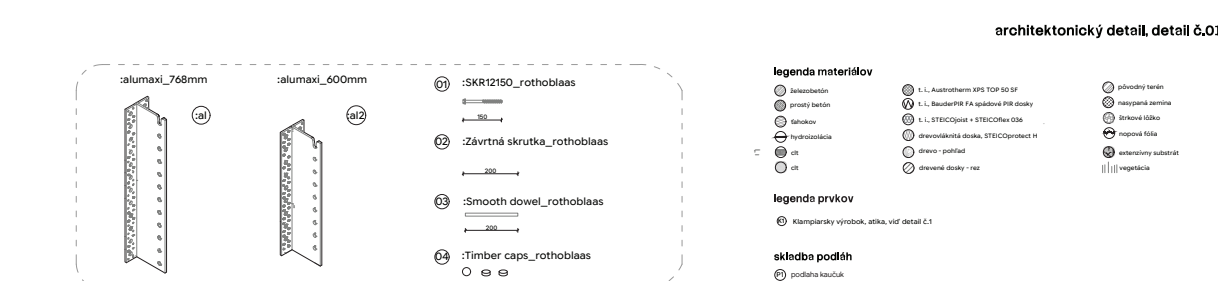 architektonický detail, detail č.01
:alumaxi_768mm
:al
:alumaxi_600mm
:al2
01 :SKR12150_rothoblaas
150
02 :Závrtná skrutka_rothoblaas
200
03 :Smooth dowel_rothoblaas
200
04 :Timber caps_rothoblaas
legenda materiálov
železobetón
prostý betón
ťahokov
hydroizolácia
clt
clt
t. i., Austrotherm XPS TOP 50 SF
t. i., BauderPIR FA spádové PIR dosky
t. i., STEICOjoist + STEICOflex 036
drevovláknitá doska, STEICOprotect H
drevo - pohľad
drevené dosky - rez
pôvodný terén
nasypaná zemina
štrkové lôžko
nopová fólia
extenzívny substrát
vegetácia
legenda prvkov
K1 Klampiarsky výrobok, atika, viď detail č.1
skladba podláh
P1 podlaha kaučuk